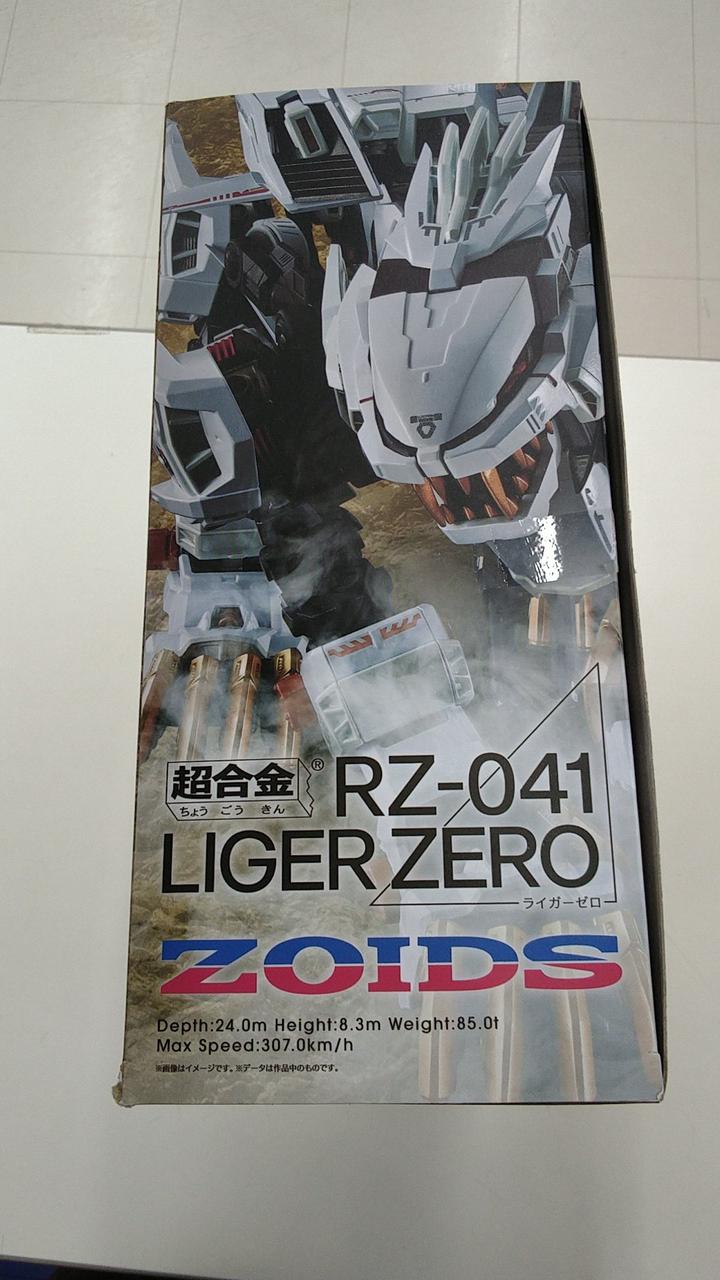 超合金® RZ-041
ちょう ごう きん
LIGER ZERO
ライガーゼロ
ZOIDS
Depth:24.0m Height:8.3m Weight:85.0t
Max Speed:307.0km/h
※画像はイメージです。※データは作品中のものです。